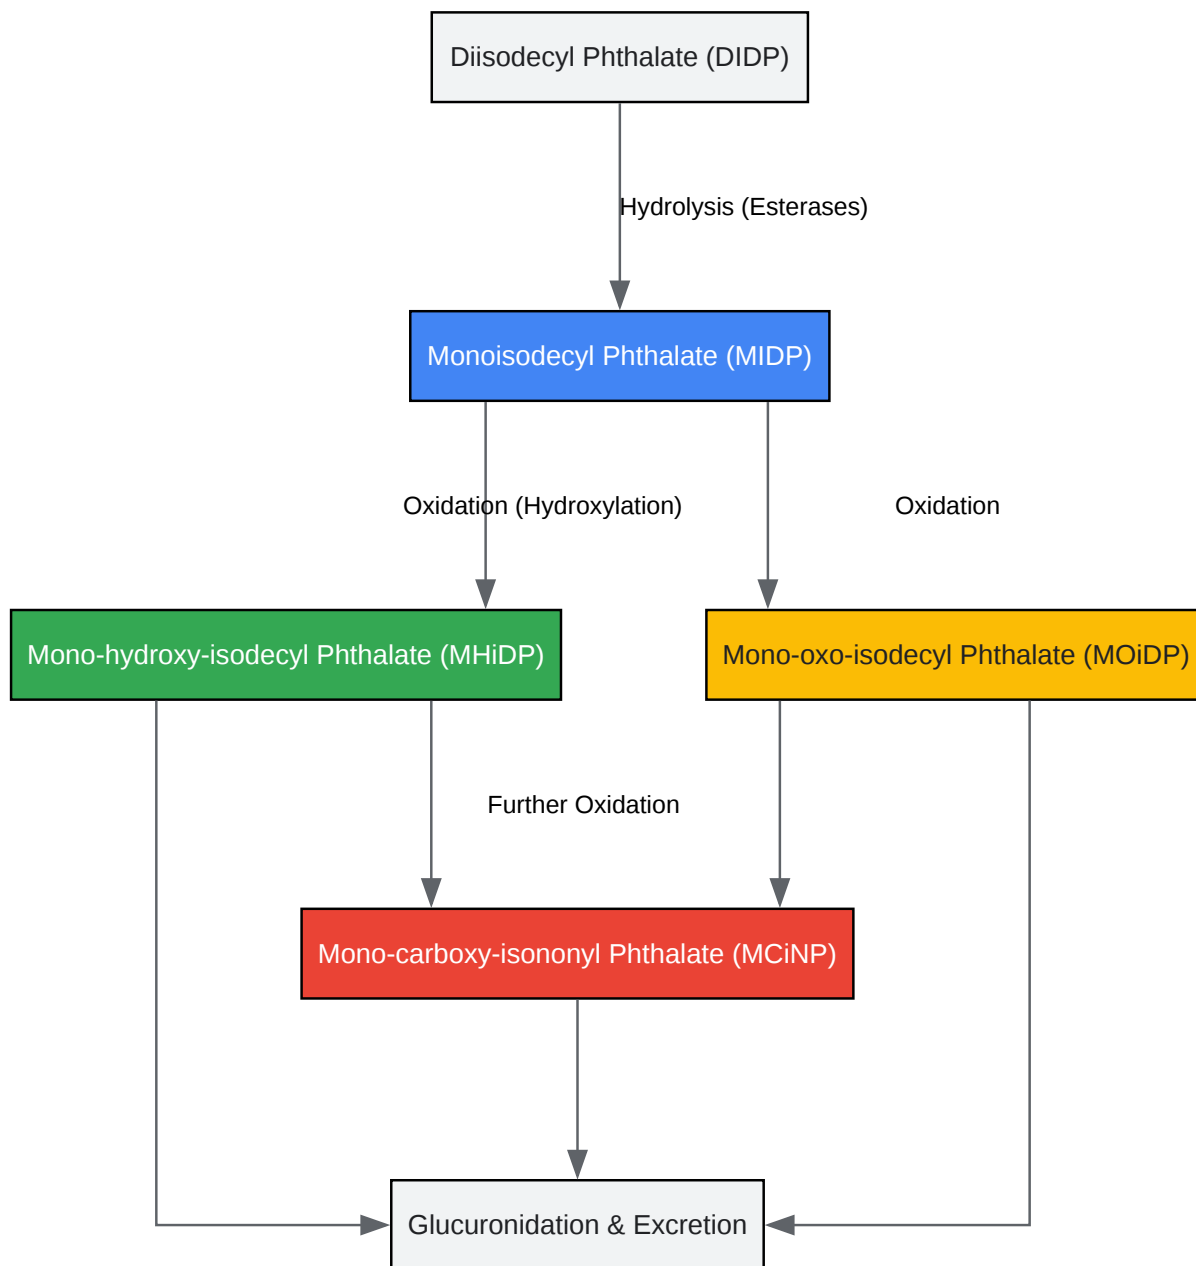 Diisodecyl Phthalate (DIDP)
Hydrolysis (Esterases)
Monoisodecyl Phthalate (MIDP)
Oxidation (Hydroxylation)
Oxidation
Mono-hydroxy-isodecyl Phthalate (MHiDP)
Mono-oxo-isodecyl Phthalate (MOiDP)
Further Oxidation
Mono-carboxy-isononyl Phthalate (MCiNP)
Glucuronidation & Excretion